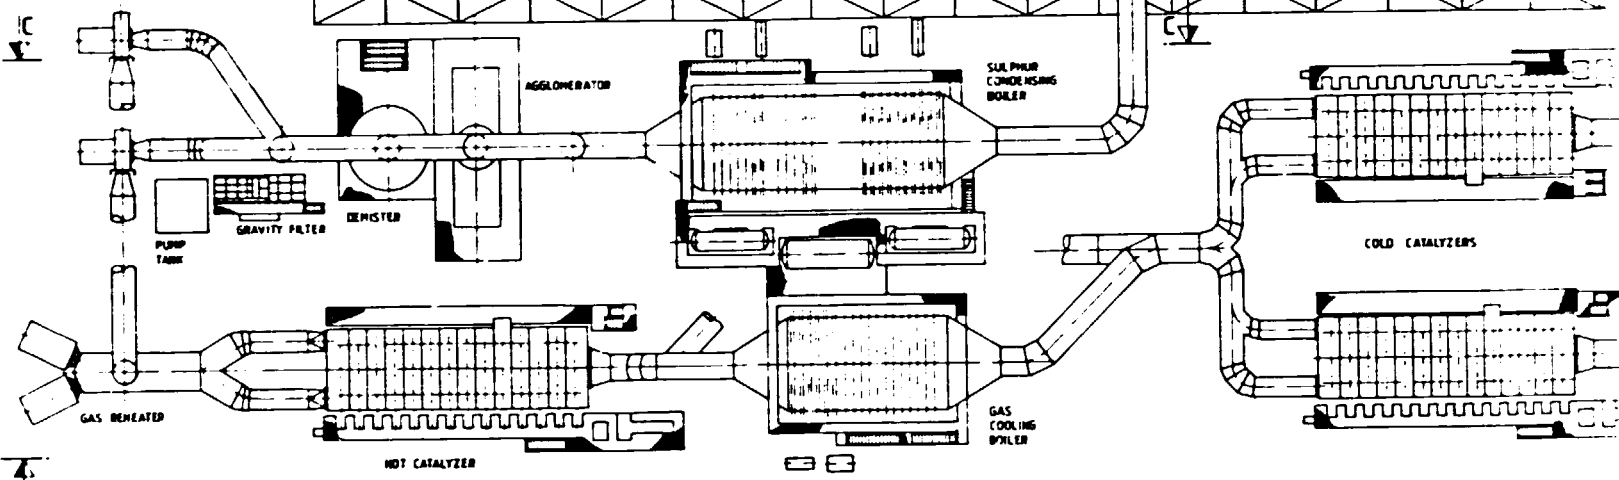 C
C
AGGLOMERATOR
SULPHUR
CONDENSING
BOILER
DEMISTER
GRAVITY FILTER
PUMP
TANK
COLD CATALYZERS
GAS REHEATER
HOT CATALYZER
GAS
COOLING
BOILER